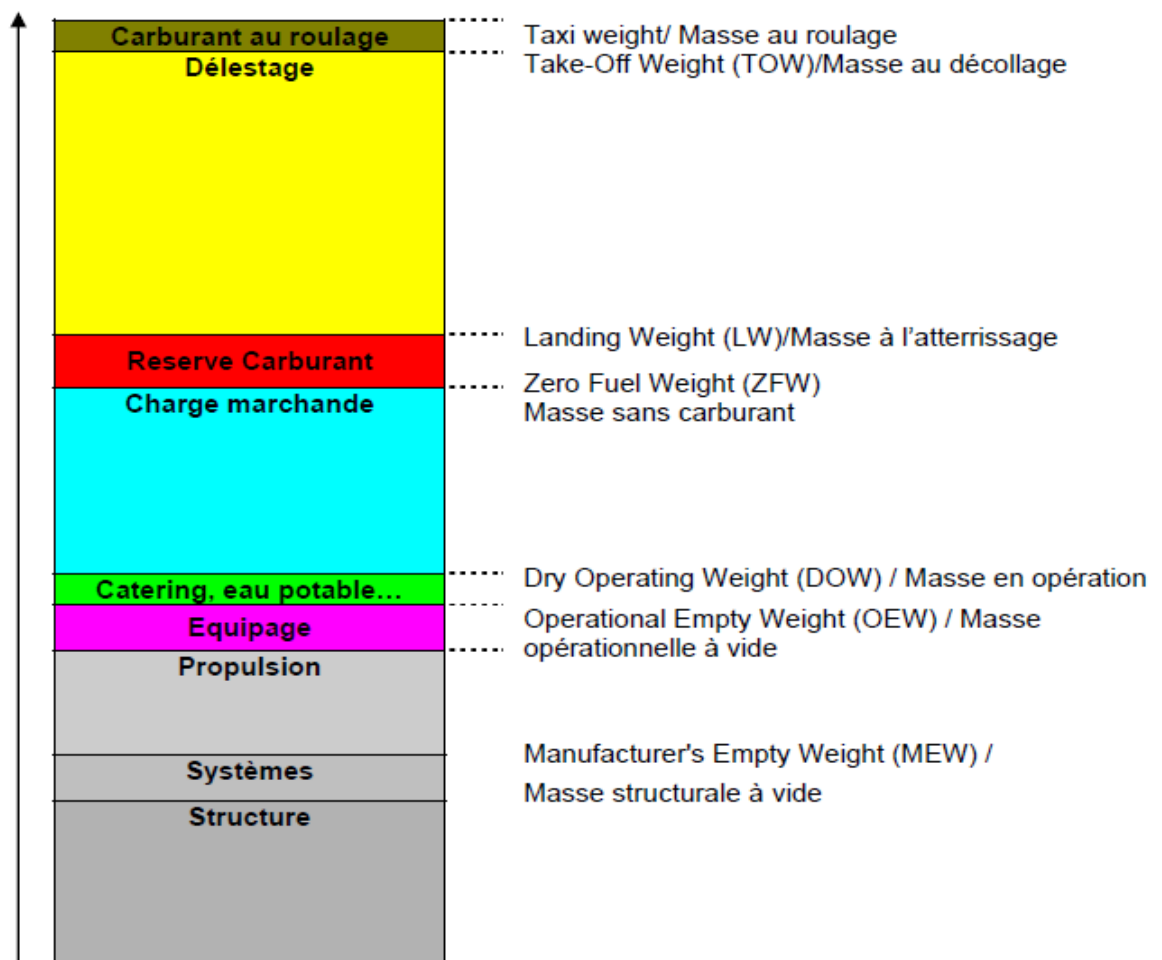 Carburant au roulage
Taxi weight/ Masse au roulage
Délestage
Take-Off Weight (TOW)/Masse au décollage
Landing Weight (LW)/Masse à l'atterrissage
Reserve Carburant
Zero Fuel Weight (ZFW)
Masse sans carburant
Charge marchande
Catering, eau potable…
Dry Operating Weight (DOW) / Masse en opération
Equipage
Operational Empty Weight (OEW) / Masse
opérationnelle à vide
Propulsion
Manufacturer's Empty Weight (MEW) /
Masse structurale à vide
Systèmes
Structure